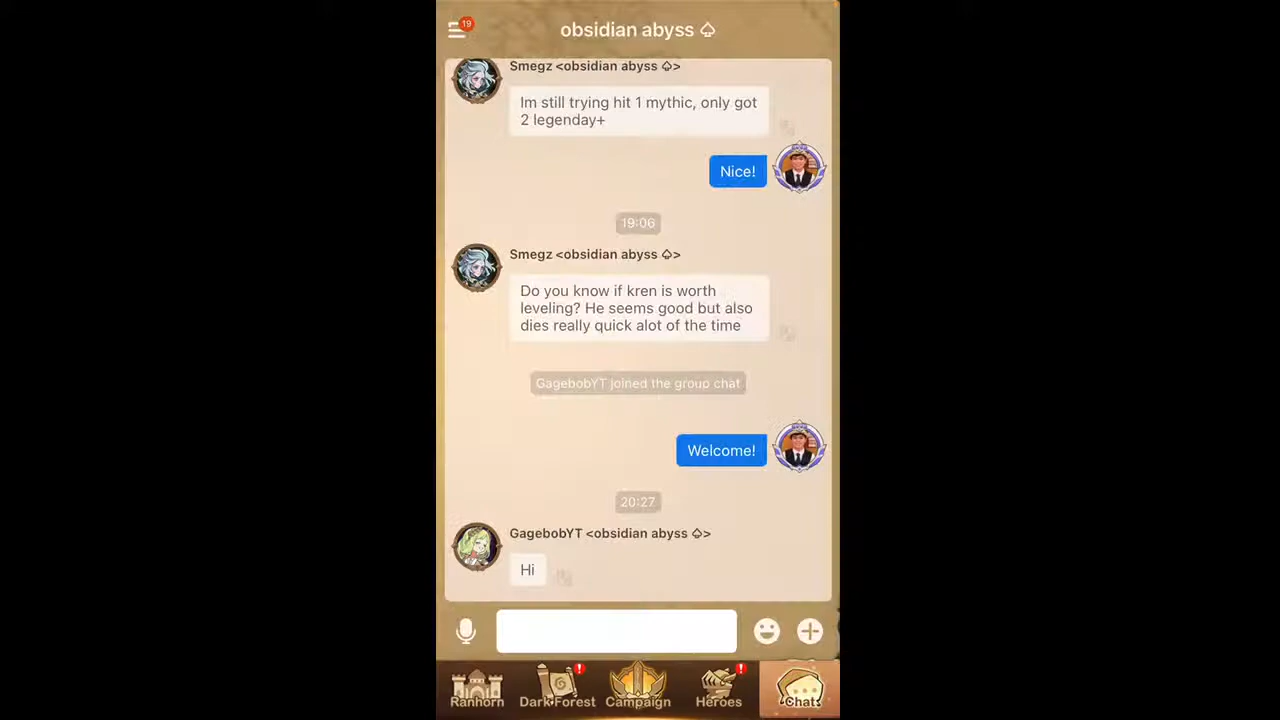 19
obsidian abyss ♤
Smegz <obsidian abyss ♤>
Im still trying hit 1 mythic, only got
2 legenday+
Nice!
19:06
Smegz <obsidian abyss ♤>
Do you know if kren is worth
leveling? He seems good but also
dies really quick alot of the time
GagebobYT joined the group chat
Welcome!
20:27
GagebobYT <obsidian abyss ♤>
Hi
Ranhorn
Dark Forest
Campaign
Heroes
Chat